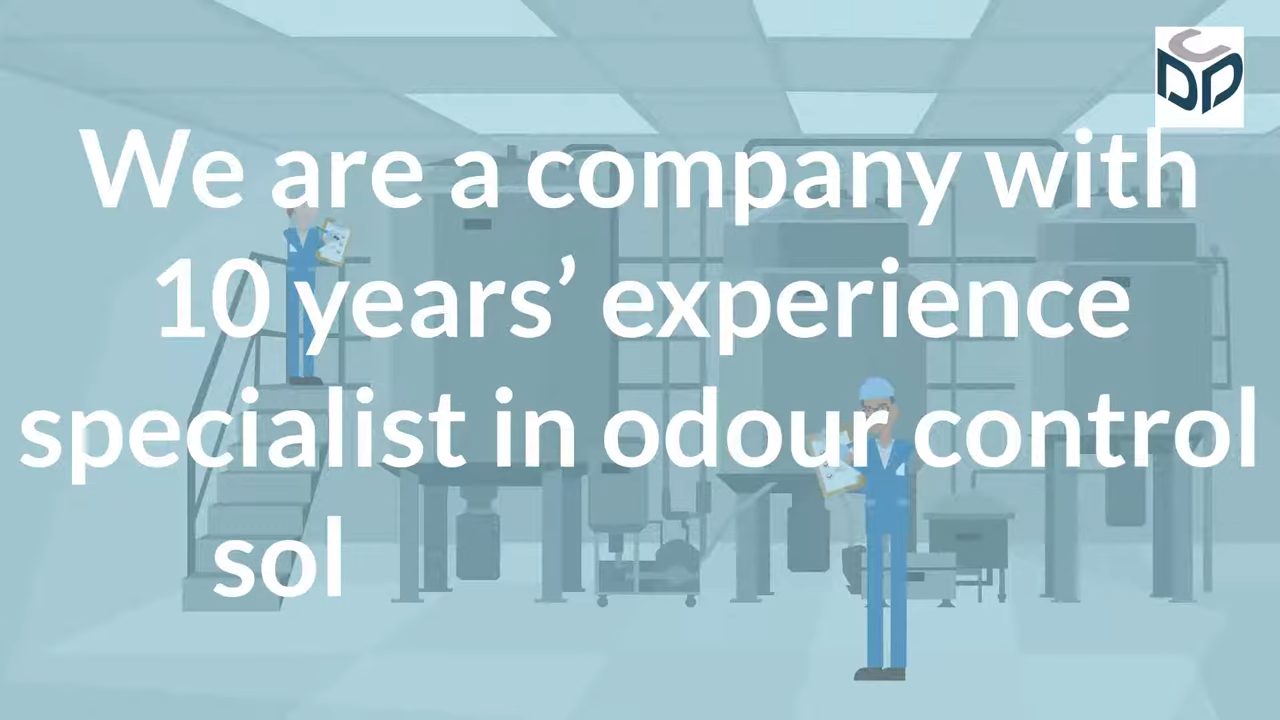 We are a company with
10 years’ experience
specialist in odour control
sol